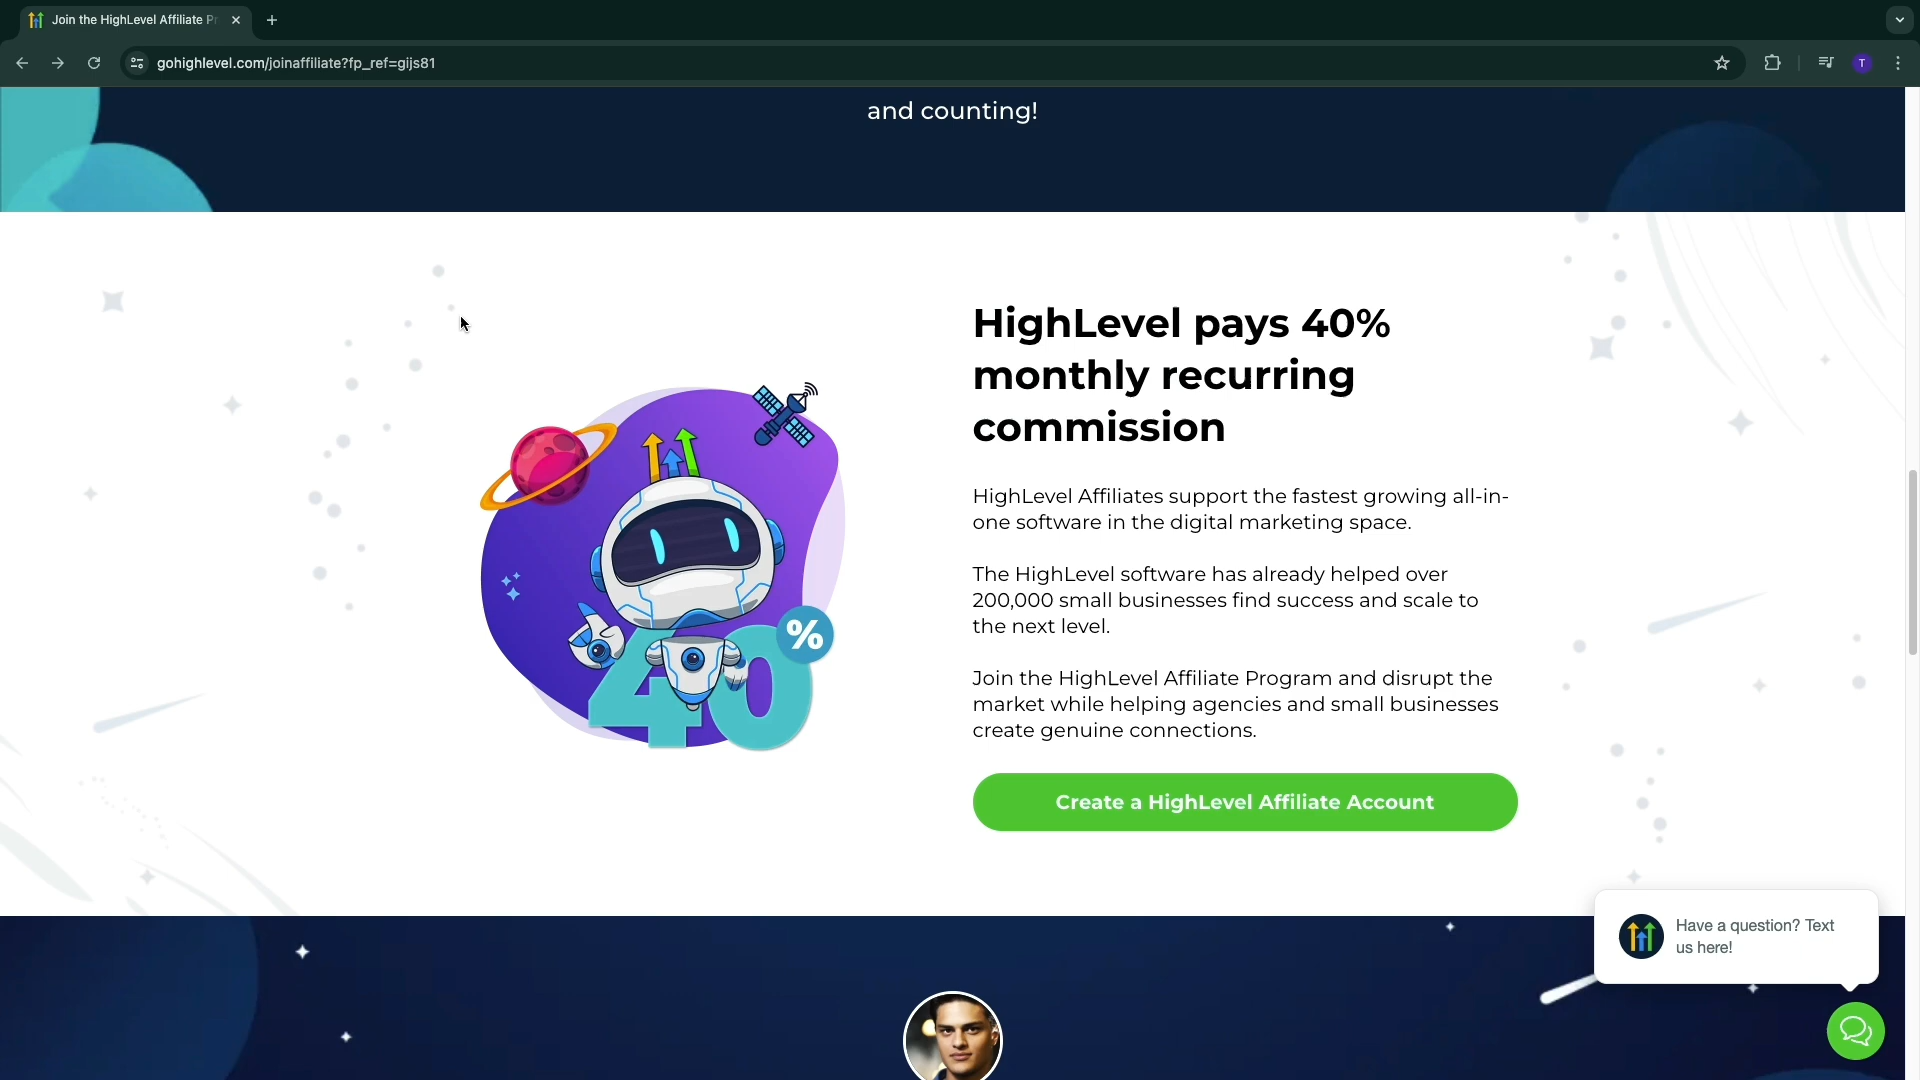 Join the HighLevel Affiliate Pr
gohighlevel.com/joinaffiliate?fp_ref=gijs81
T
and counting!
HighLevel pays 40%
monthly recurring
commission
HighLevel Affiliates support the fastest growing all-in-
one software in the digital marketing space.
The HighLevel software has already helped over
200,000 small businesses find success and scale to
the next level.
Join the HighLevel Affiliate Program and disrupt the
market while helping agencies and small businesses
create genuine connections.
40%
Create a HighLevel Affiliate Account
Have a question? Text
us here!